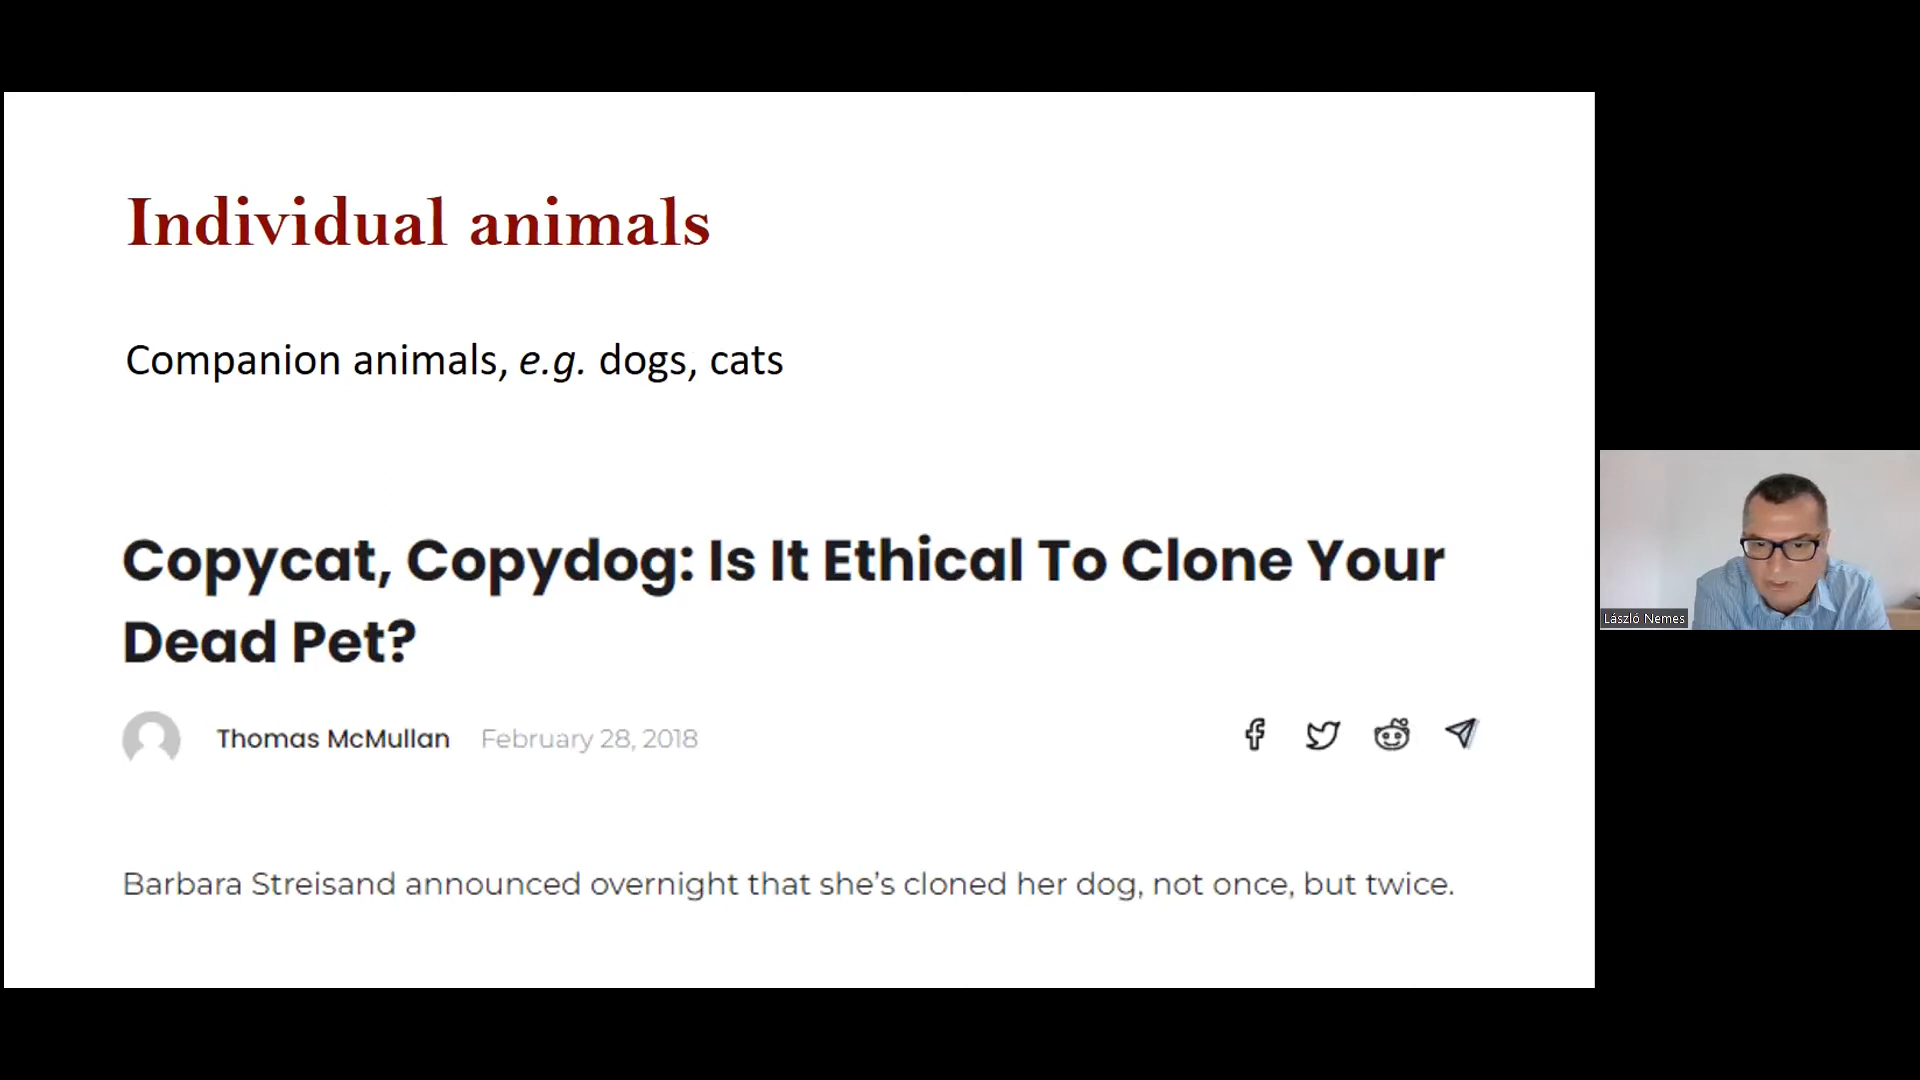 Individual animals
Companion animals, e.g. dogs, cats
Copycat, Copydog: Is It Ethical To Clone Your
Dead Pet?
Thomas McMullan February 28, 2018
Barbara Streisand announced overnight that she's cloned her dog, not once, but twice.
László Nemes